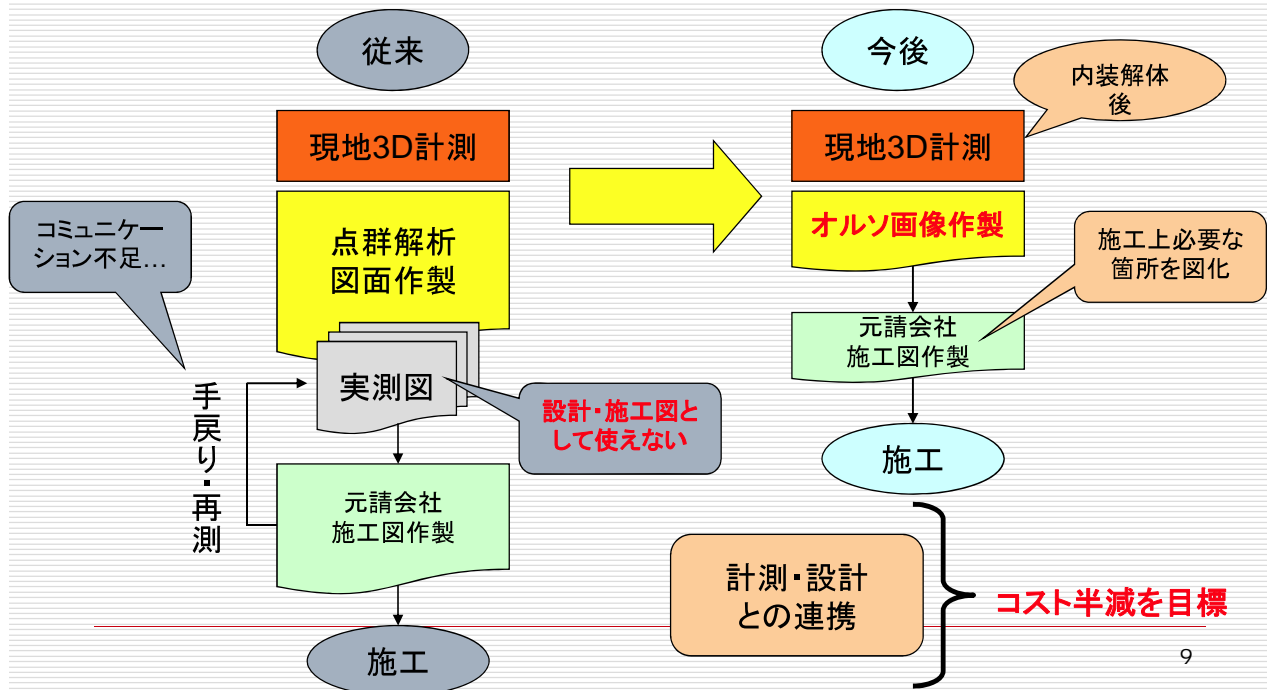 従来
現地3D計測
点群解析
図面作製
コミュニケー
ション不足…
実測図
設計・施工図と
して使えない
手戻り・再測
元請会社
施工図作製
施工
今後
内装解体
後
現地3D計測
オルソ画像作製
施工上必要な
箇所を図化
元請会社
施工図作製
施工
計測・設計
との連携
コスト半減を目標
9